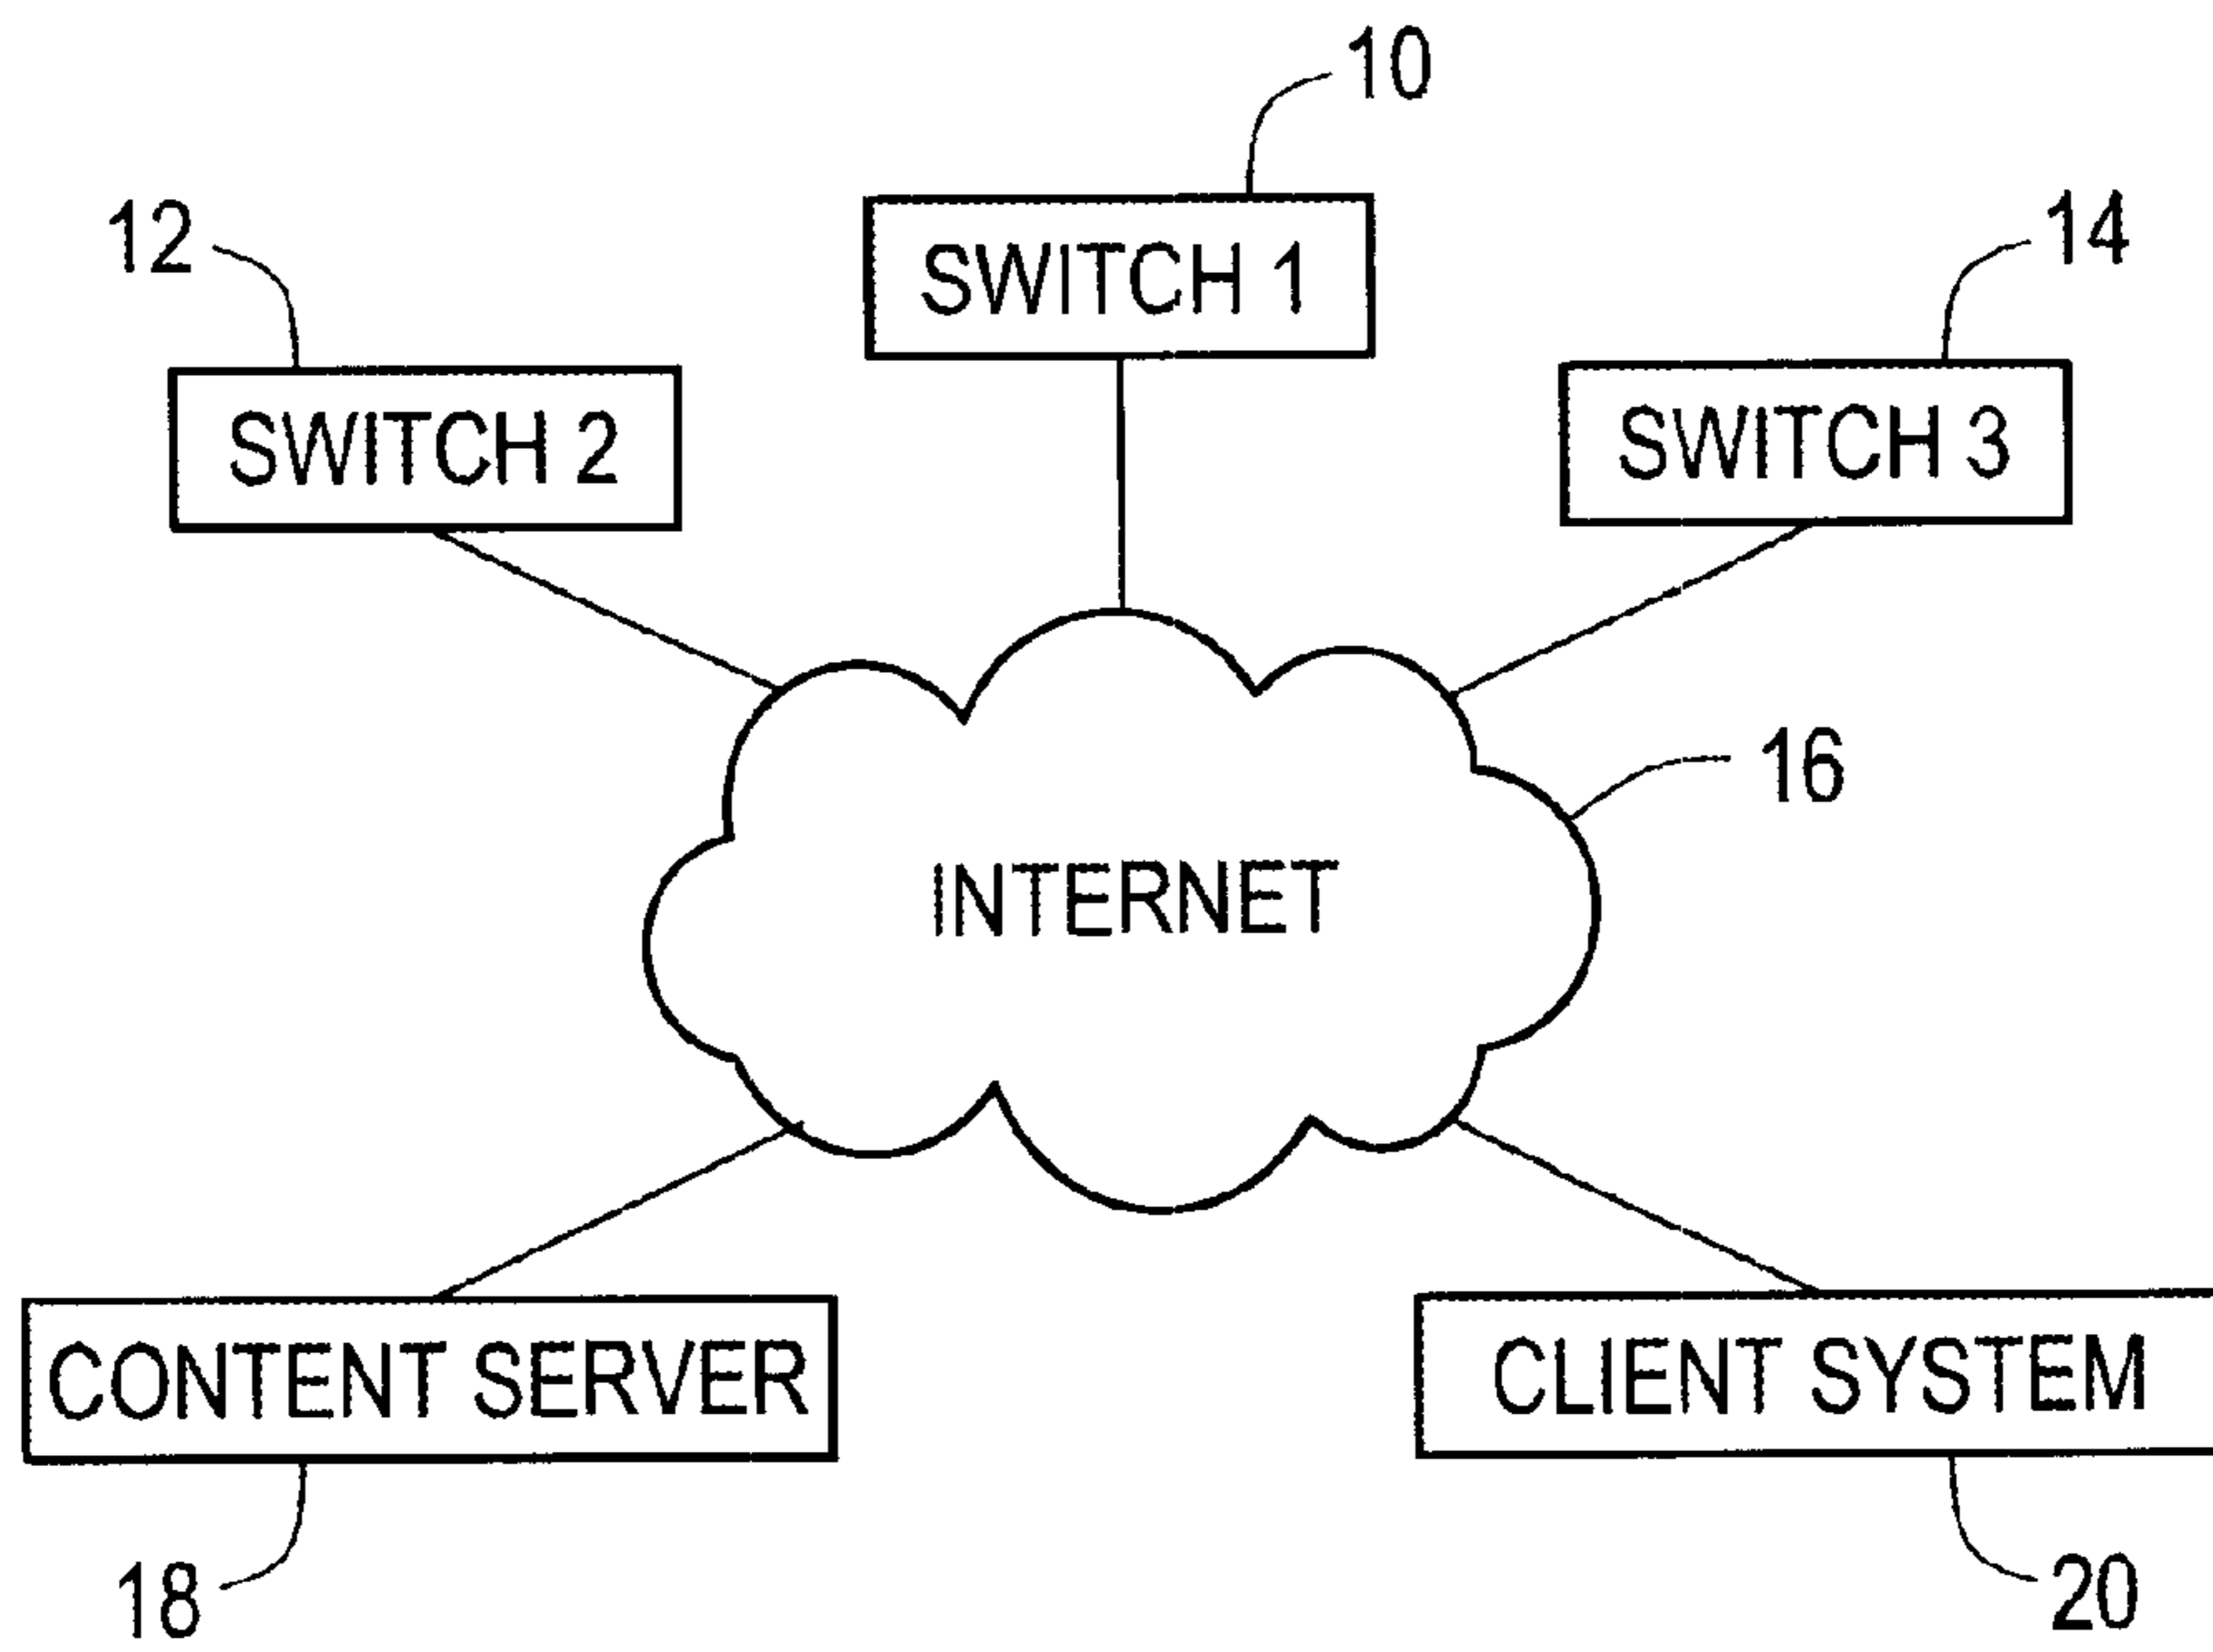 10
12
SWITCH 1
14
SWITCH 2
SWITCH 3
16
INTERNET
CONTENT SERVER
CLIENT SYSTEM
18
20